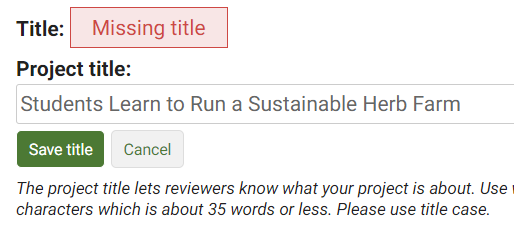 Title: Missing title
Project title:
Students Learn to Run a Sustainable Herb Farm
Save title Cancel
The project title lets reviewers know what your project is about. Use
characters which is about 35 words or less. Please use title case.